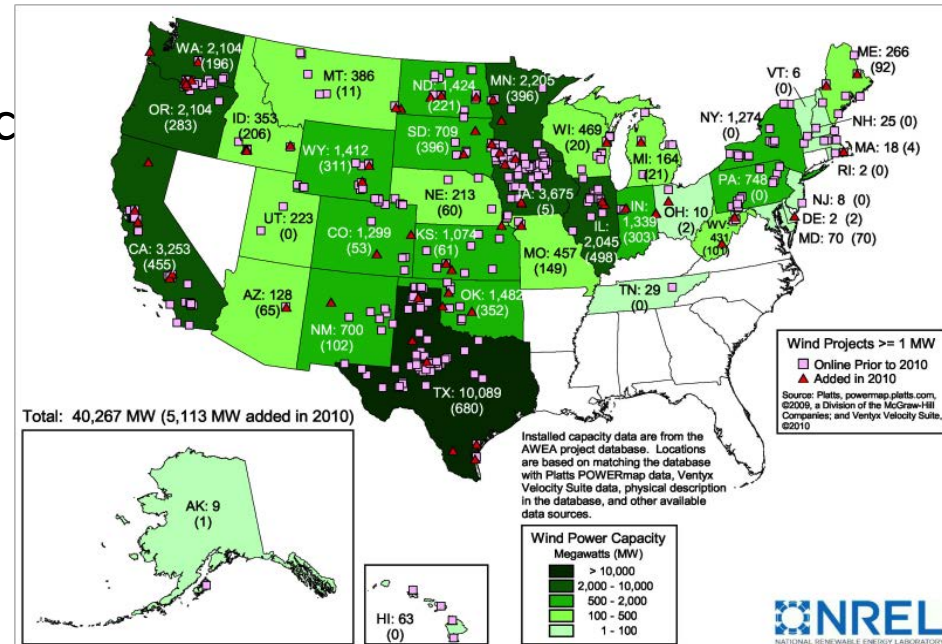 C
WA: 2,104
(196)
OR: 2,104
(283)
ID: 353
(206)
MT: 386
(11)
ND: 1,424
(221)
MN: 2,205
(396)
SD: 709
(396)
WY: 1,412
(311)
WI: 469
(20)
MI: 164
(21)
NY: 1,274
(0)
VT: 6
(0)
ME: 266
(92)
NH: 25 (0)
MA: 18 (4)
RI: 2 (0)
NJ: 8 (0)
DE: 2 (2)
MD: 70 (70)
PA: 748
(0)
NE: 213
(60)
IA: 3,675
(5)
IL:
2,045
(498)
IN:
1,339
(303)
OH: 10
(2)
WV:
431
(101)
UT: 223
(0)
CO: 1,299
(53)
KS: 1,074
(61)
MO: 457
(149)
CA: 3,253
(455)
AZ: 128
(65)
NM: 700
(102)
OK: 1,482
(352)
TN: 29
(0)
TX: 10,089
(680)
Wind Projects >= 1 MW
Online Prior to 2010
Added in 2010
Source: Platts, powermap.platts.com,
©2009, a Division of the McGraw-Hill
Companies; and Ventyx Velocity Suite,
©2010
Total: 40,267 MW (5,113 MW added in 2010)
AK: 9
(1)
HI: 63
(0)
Installed capacity data are from the
AWEA project database. Locations
are based on matching the database
with Platts POWERmap data, Ventyx
Velocity Suite data, physical description
in the database, and other available
data sources.
Wind Power Capacity
Megawatts (MW)
> 10,000
2,000 - 10,000
500 - 2,000
100 - 500
1 - 100
NREL
NATIONAL RENEWABLE ENERGY LABORATORY